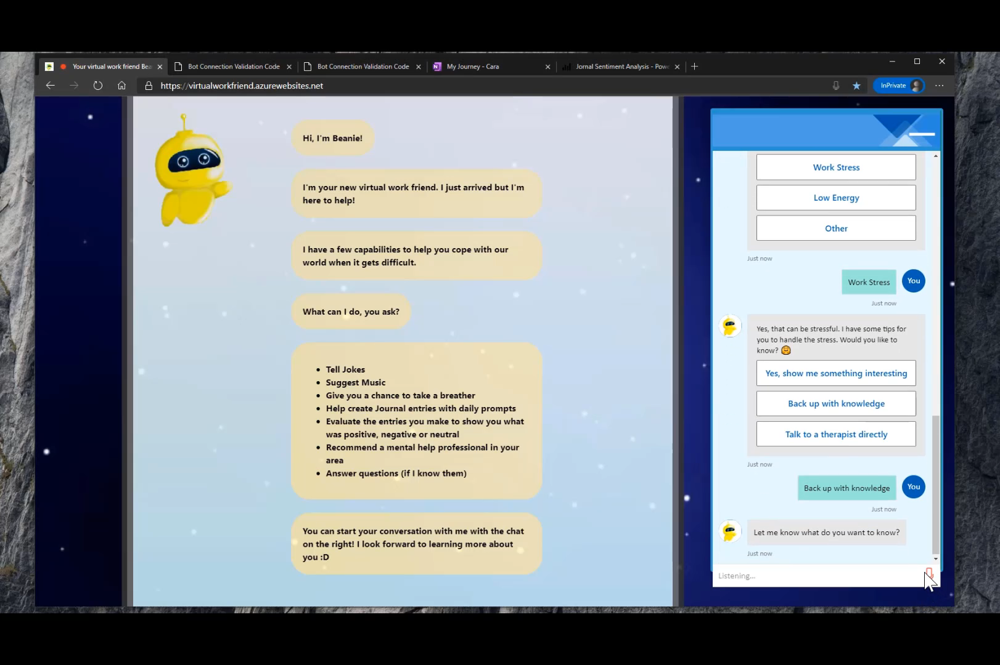 Your virtual work friend Bea
Bot Connection Validation Code
Bot Connection Validation Code
My Journey - Cara
Jornal Sentiment Analysis - Pow
https://virtualworkfriend.azurewebsites.net
InPrivate
Hi, I'm Beanie!
I'm your new virtual work friend. I just arrived but I'm
here to help!
I have a few capabilities to help you cope with our
world when it gets difficult.
What can I do, you ask?
• Tell Jokes
• Suggest Music
• Give you a chance to take a breather
• Help create Journal entries with daily prompts
• Evaluate the entries you make to show you what
was positive, negative or neutral
• Recommend a mental help professional in your
area
• Answer questions (if I know them)
You can start your conversation with me with the chat
on the right! I look forward to learning more about
you :D
Work Stress
Low Energy
Other
Just now
Work Stress
You
Just now
Yes, that can be stressful. I have some tips for
you to handle the stress. Would you like to
know? 🤗
Yes, show me something interesting
Back up with knowledge
Talk to a therapist directly
Just now
Back up with knowledge
You
Just now
Let me know what do you want to know?
Just now
Listening...